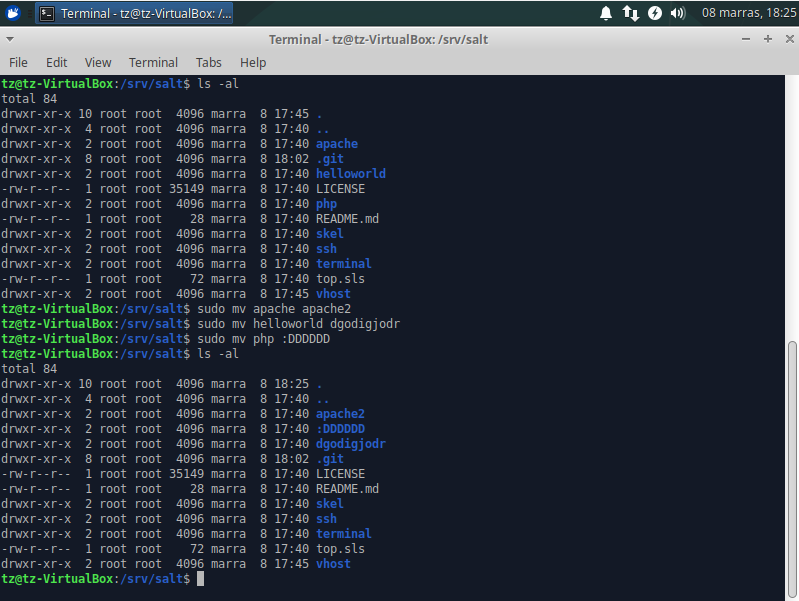 Terminal - tz@tz-VirtualBox: /... 08 marras, 18:25
Terminal - tz@tz-VirtualBox: /srv/salt
File Edit View Terminal Tabs Help
tz@tz-VirtualBox:/srv/salt$ ls -al
total 84
drwxr-xr-x 10 root root  4096 marra  8 17:45 .
drwxr-xr-x  4 root root  4096 marra  8 17:40 ..
drwxr-xr-x  2 root root  4096 marra  8 17:40 apache
drwxr-xr-x  8 root root  4096 marra  8 18:02 .git
drwxr-xr-x  2 root root  4096 marra  8 17:40 helloworld
-rw-r--r--  1 root root 35149 marra  8 17:40 LICENSE
drwxr-xr-x  2 root root  4096 marra  8 17:40 php
-rw-r--r--  1 root root    28 marra  8 17:40 README.md
drwxr-xr-x  2 root root  4096 marra  8 17:40 skel
drwxr-xr-x  2 root root  4096 marra  8 17:40 ssh
drwxr-xr-x  2 root root  4096 marra  8 17:40 terminal
-rw-r--r--  1 root root    72 marra  8 17:40 top.sls
drwxr-xr-x  2 root root  4096 marra  8 17:45 vhost
tz@tz-VirtualBox:/srv/salt$ sudo mv apache apache2
tz@tz-VirtualBox:/srv/salt$ sudo mv helloworld dgodigjodr
tz@tz-VirtualBox:/srv/salt$ sudo mv php :DDDDDD
tz@tz-VirtualBox:/srv/salt$ ls -al
total 84
drwxr-xr-x 10 root root  4096 marra  8 18:25 .
drwxr-xr-x  4 root root  4096 marra  8 17:40 ..
drwxr-xr-x  2 root root  4096 marra  8 17:40 apache2
drwxr-xr-x  2 root root  4096 marra  8 17:40 :DDDDDD
drwxr-xr-x  2 root root  4096 marra  8 17:40 dgodigjodr
drwxr-xr-x  8 root root  4096 marra  8 18:02 .git
-rw-r--r--  1 root root 35149 marra  8 17:40 LICENSE
-rw-r--r--  1 root root    28 marra  8 17:40 README.md
drwxr-xr-x  2 root root  4096 marra  8 17:40 skel
drwxr-xr-x  2 root root  4096 marra  8 17:40 ssh
drwxr-xr-x  2 root root  4096 marra  8 17:40 terminal
-rw-r--r--  1 root root    72 marra  8 17:40 top.sls
drwxr-xr-x  2 root root  4096 marra  8 17:45 vhost
tz@tz-VirtualBox:/srv/salt$